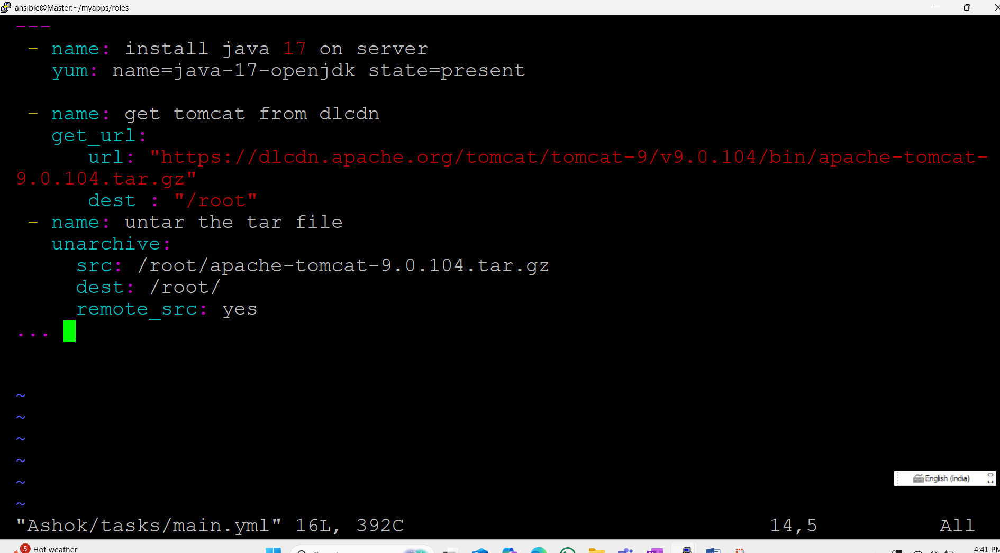 ansible@Master:~/myapps/roles
---
 - name: install java 17 on server
   yum: name=java-17-openjdk state=present
 - name: get tomcat from dlcdn
   get_url:
      url: "https://dlcdn.apache.org/tomcat/tomcat-9/v9.0.104/bin/apache-tomcat-
9.0.104.tar.gz"
      dest : "/root"
 - name: untar the tar file
   unarchive:
     src: /root/apache-tomcat-9.0.104.tar.gz
     dest: /root/
     remote_src: yes
...
~
~
~
~
~
~
English (India)
"Ashok/tasks/main.yml" 16L, 392C 14,5 All
5 Hot weather
4:41 PM